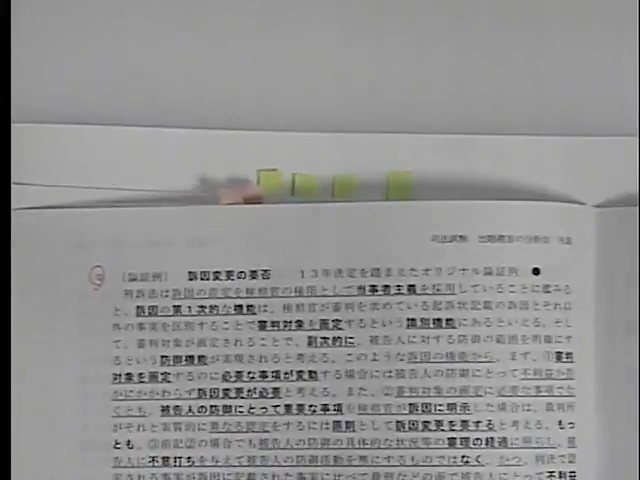 司法試験 出題趣旨の分析会
〔論証例〕 訴因変更の要否 13年決定を踏まえたオリジナル論証例 ●
刑訴法は訴因の設定を検察官の権限として当事者主義を採用していることに鑑みる
と、訴因の第1次的な機能は、検察官が審判を求めている起訴状記載の訴因とそれ以
外の事実を区別することで審判対象を画定するという識別機能にあるといえる。そし
て、審判対象が画定されることで、副次的に、被告人に対する防御の範囲を明確にす
るという防御機能が実現されると考える。このような訴因の機能から、まず、①審判
対象を画定するのに必要な事項が変動する場合には被告人の防御にとって不利益か否
かにかかわらず訴因変更が必要と考える。また、②審判対象の画定に必要な事項でな
くとも、被告人の防御にとって重要な事項を検察官が訴因に明示した場合は、裁判所
がそれと実質的に異なる認定をするには原則として訴因変更を要すると考える。もっ
とも、③前記②の場合でも被告人の防御の具体的な状況等の審理の経過に照らし、被
告人に不意打ちを与えて被告人の防御活動を無にするものではなく、かつ、判決で認
定される事実が訴因に記載された事実に比べて